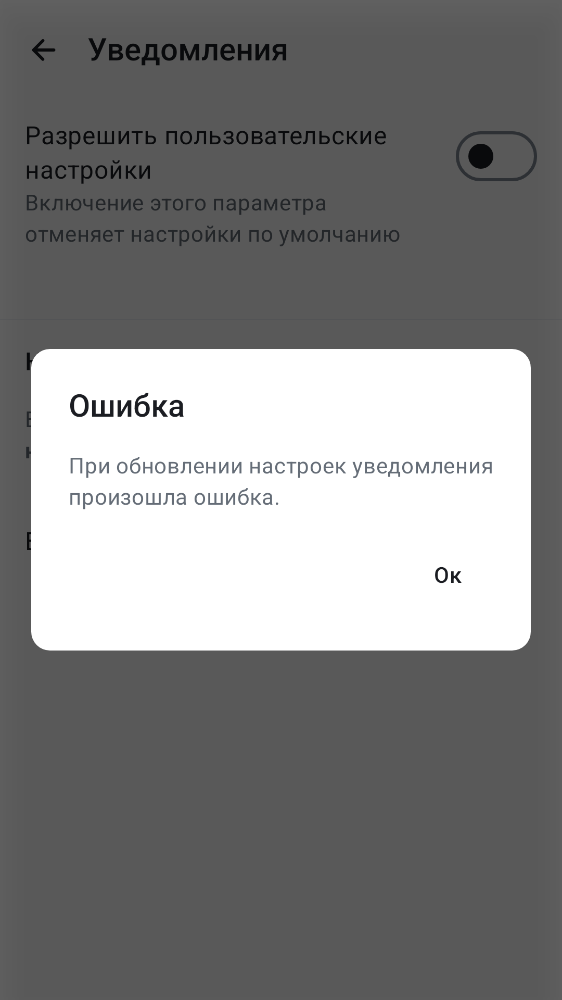 Уведомления
Разрешить пользовательские
настройки
Включение этого параметра
отменяет настройки по умолчанию
Ошибка
При обновлении настроек уведомления
произошла ошибка.
Ок